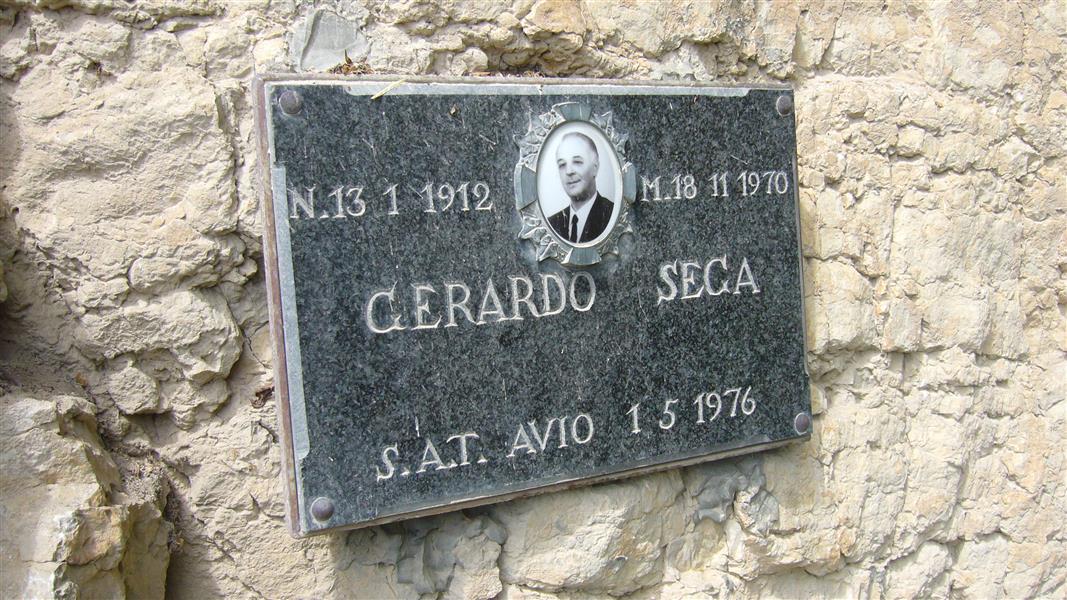 N.13 1 1912 M.18 11 1970
GERARDO SEGA
S.A.T. AVIO 1 5 1976